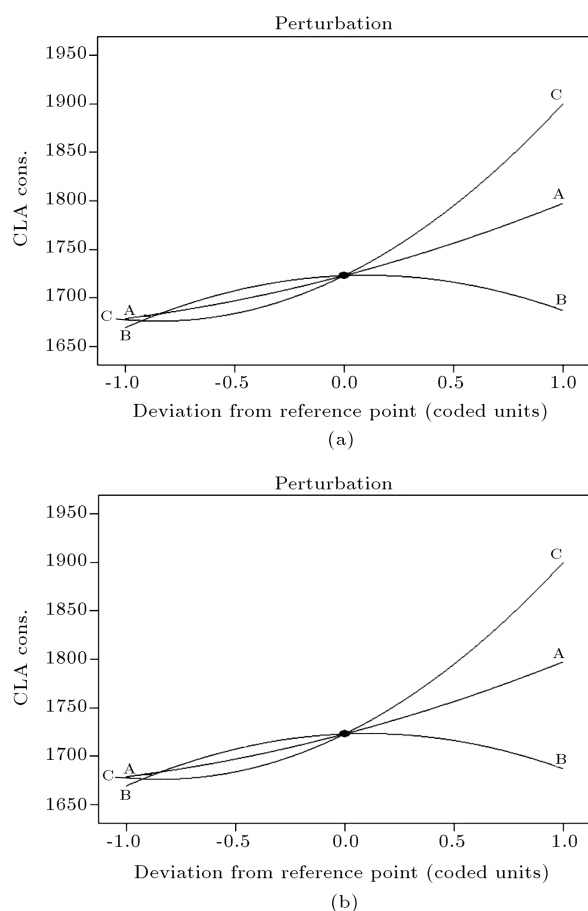 Perturbation
1950
1900
1850
1800
1750
1700
1650
CLA cons.
C
A
B
C
A
B
-1.0 -0.5 0.0 0.5 1.0
Deviation from reference point (coded units)
(a)
Perturbation
1950
1900
1850
1800
1750
1700
1650
CLA cons.
C
A
B
C
A
B
-1.0 -0.5 0.0 0.5 1.0
Deviation from reference point (coded units)
(b)